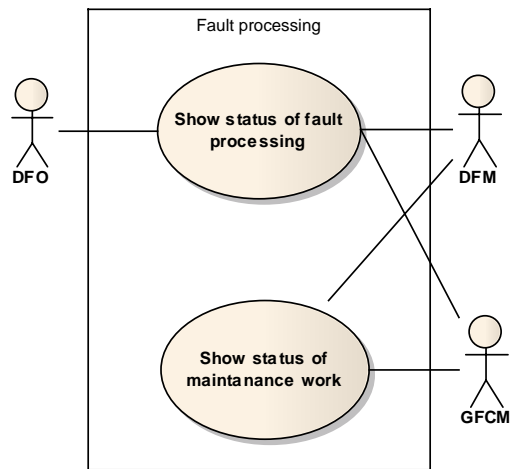 Fault processing
Show status of fault
processing
DFO
DFM
Show status of
maintanance work
GFCM